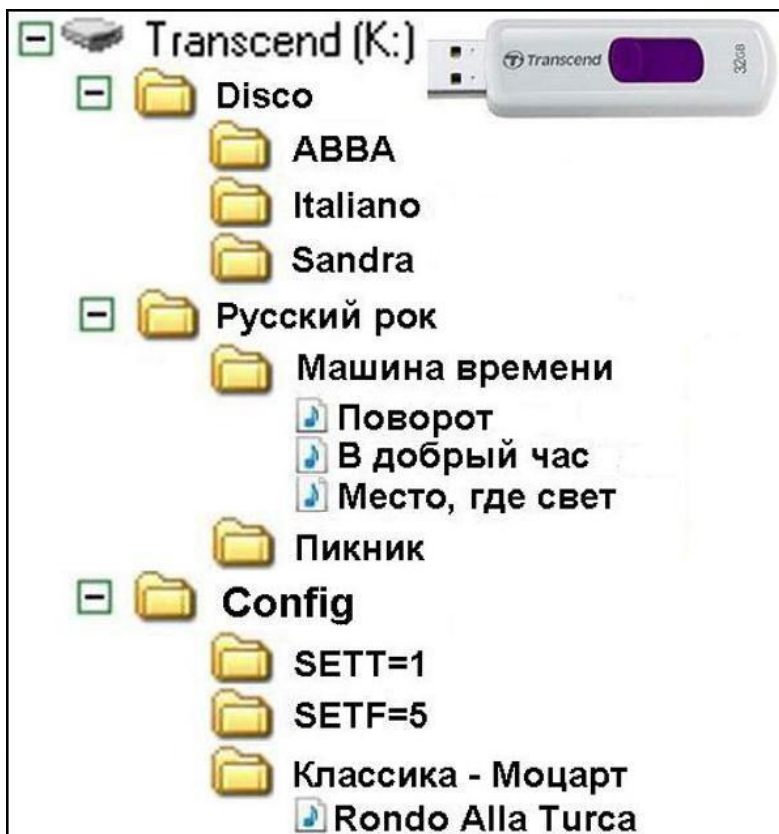 Transcend (K:)
Transcend
32GB
Disco
ABBA
Italiano
Sandra
Русский рок
Машина времени
Поворот
В добрый час
Место, где свет
Пикник
Config
SETT=1
SETF=5
Классика - Моцарт
Rondo Alla Turca